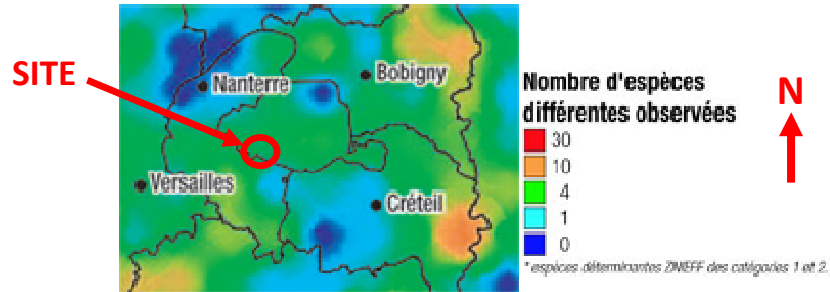 SITE
Nanterre
Bobigny
Versailles
Créteil
Nombre d'espèces
différentes observées
30
10
4
1
0
* espèces déterminantes ZNIEFF des catégories 1 et 2.
N